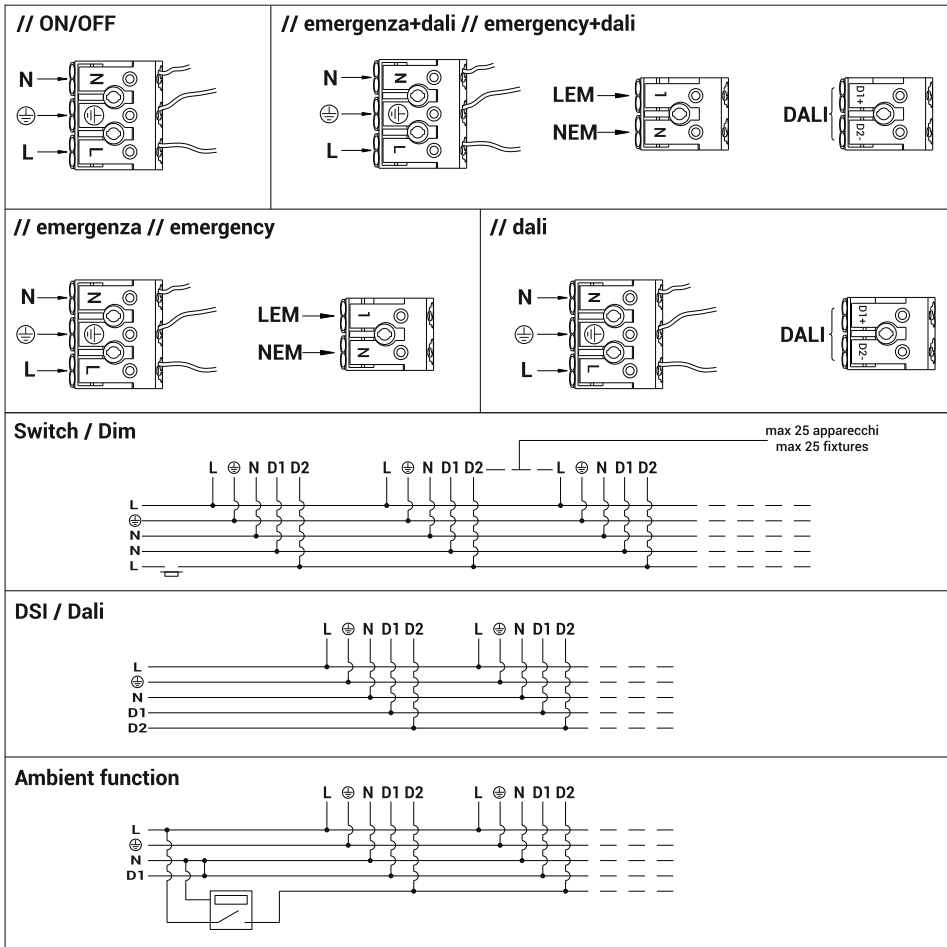 // ON/OFF
N
L
N
L
// emergenza+dali // emergency+dali
N
L
N
L
LEM
NEM
1
N
DALI
D1+
D2-
// emergenza // emergency
N
L
N
L
LEM
NEM
1
N
// dali
N
L
N
L
DALI
D1+
D2-
Switch / Dim
max 25 apparecchi
max 25 fixtures
L N D1 D2 L N D1 D2 L N D1 D2
L
N
N
L
DSI / Dali
L N D1 D2 L N D1 D2
L
N
D1
D2
Ambient function
L N D1 D2 L N D1 D2
L
N
D1